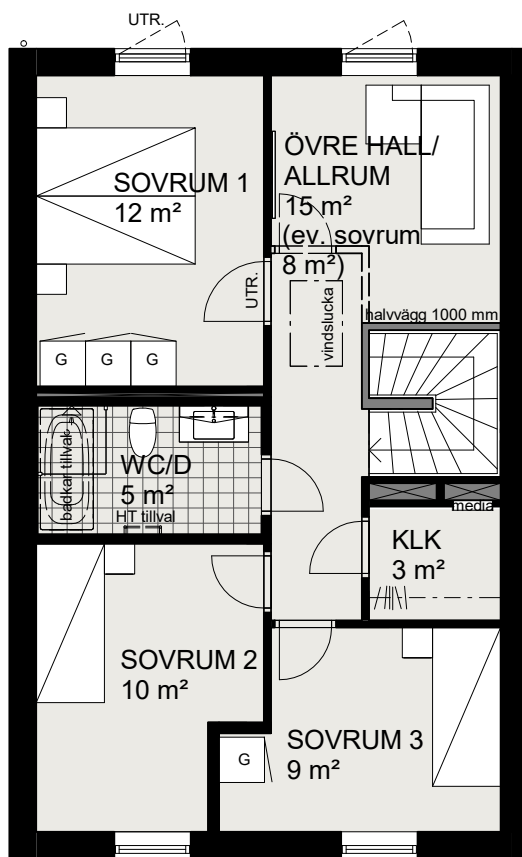 UTR.
UTR.
SOVRUM 1
12 m²
ÖVRE HALL/
ALLRUM
15 m²
(ev. sovrum
8 m²)
UTR.
vindslucka
halvvägg 1000 mm
G
G
G
badkar tillval
WC/D
5 m²
HT tillval
media
KLK
3 m²
SOVRUM 2
10 m²
SOVRUM 3
9 m²
G